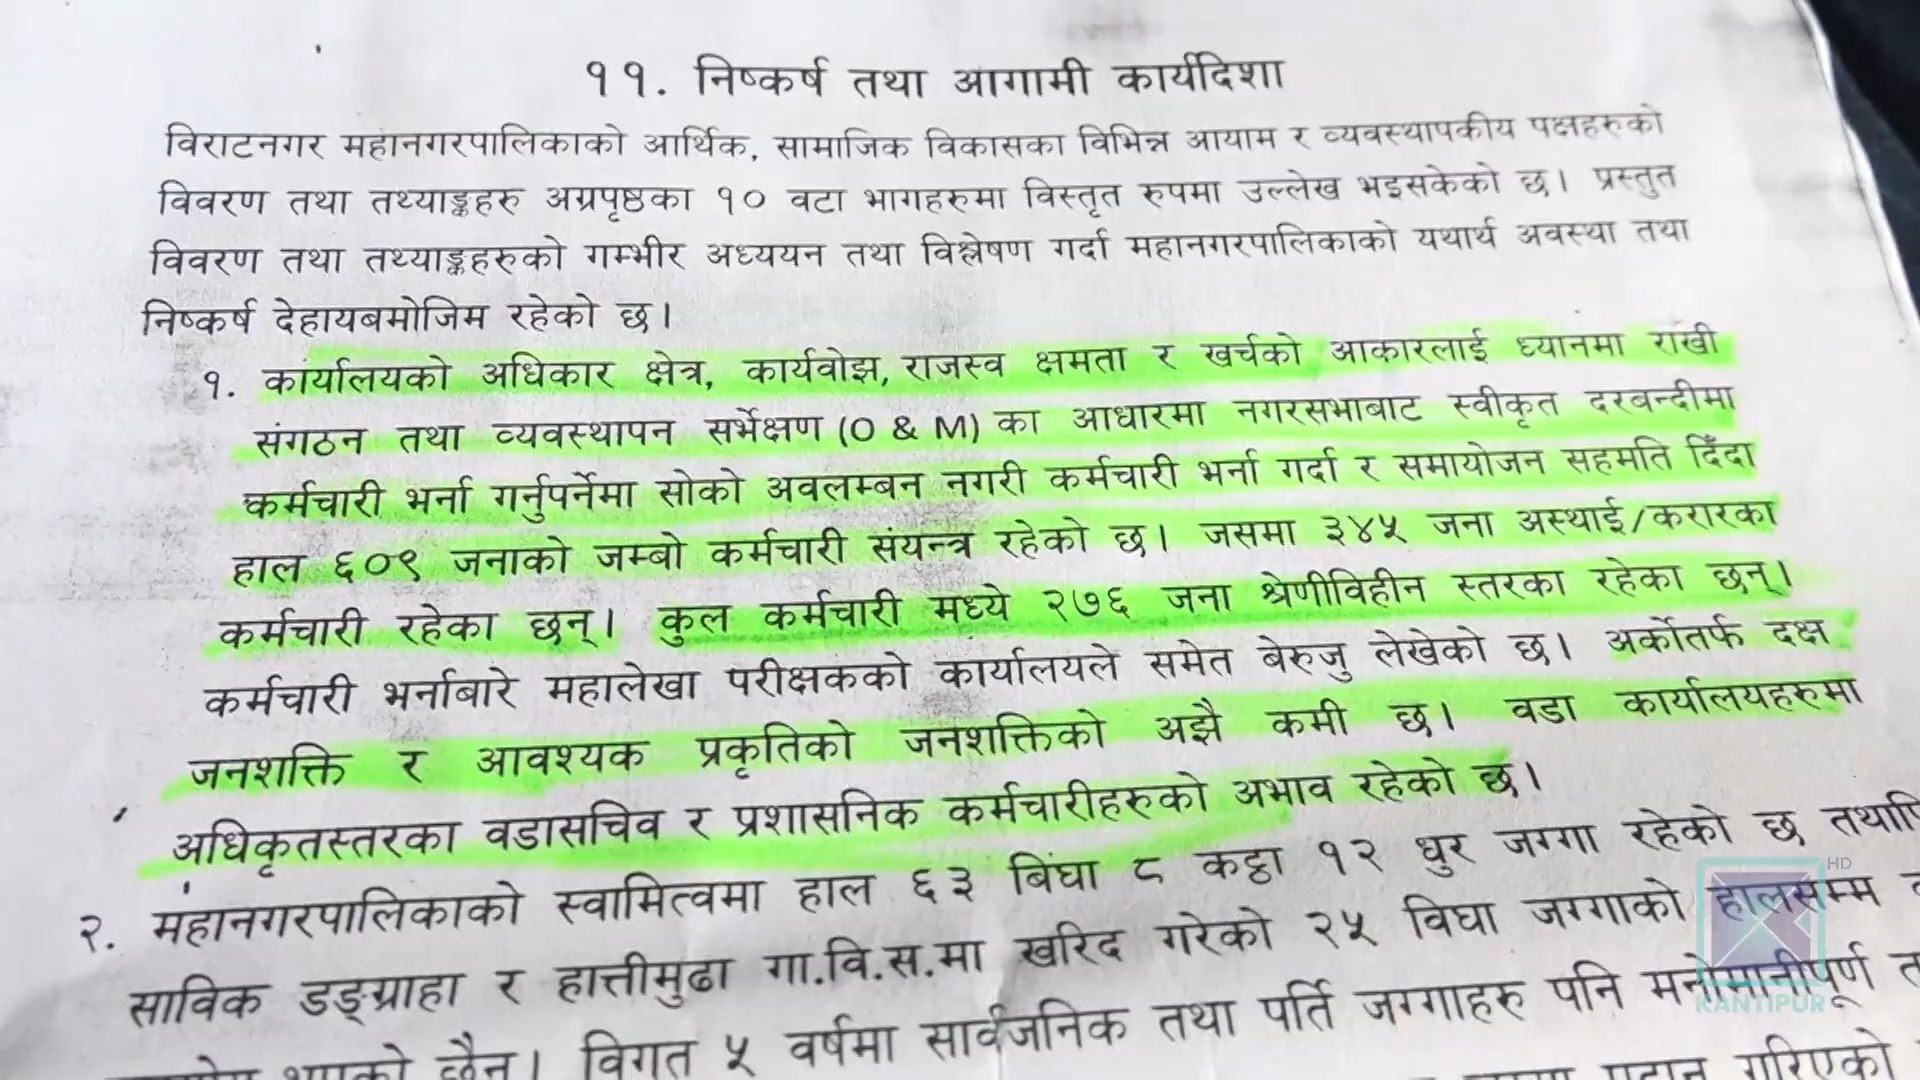 ११. निष्कर्ष तथा आगामी कार्यदिशा
विराटनगर महानगरपालिकाको आर्थिक, सामाजिक विकासका विभिन्न आयाम र व्यवस्थापकीय पक्षहरुको
विवरण तथा तथ्याङ्कहरु अग्रपृष्ठका १० वटा भागहरुमा विस्तृत रुपमा उल्लेख भइसकेको छ। प्रस्तुत
विवरण तथा तथ्याङ्कहरुको गम्भीर अध्ययन तथा विश्लेषण गर्दा महानगरपालिकाको यथार्थ अवस्था तथा
निष्कर्ष देहायबमोजिम रहेको छ।
१. कार्यालयको अधिकार क्षेत्र, कार्यवोझ, राजस्व क्षमता र खर्चको आकारलाई ध्यानमा राखी
संगठन तथा व्यवस्थापन सर्भेक्षण (O & M) का आधारमा नगरसभाबाट स्वीकृत दरबन्दीमा
कर्मचारी भर्ना गर्नुपर्नेमा सोको अवलम्बन नगरी कर्मचारी भर्ना गर्दा र समायोजन सहमति दिँदा
हाल ६०९ जनाको जम्बो कर्मचारी संयन्त्र रहेको छ। जसमा ३४५ जना अस्थाई/करारका
कर्मचारी रहेका छन्। कुल कर्मचारी मध्ये २७६ जना श्रेणीविहीन स्तरका रहेका छन्।
कर्मचारी भर्नाबारे महालेखा परीक्षकको कार्यालयले समेत बेरुजु लेखेको छ। अर्कोतर्फ दक्ष
जनशक्ति र आवश्यक प्रकृतिको जनशक्तिको अझै कमी छ। वडा कार्यालयहरुमा
अधिकृतस्तरका वडासचिव र प्रशासनिक कर्मचारीहरुको अभाव रहेको छ।
२. महानगरपालिकाको स्वामित्वमा हाल ६३ बिघा ८ कट्ठा १२ धुर जग्गा रहेको छ तथापि
साविक डङ्ग्राहा र हात्तीमुढा गा.वि.स.मा खरिद गरेको २५ विघा जग्गाको हालसम्म
भएको छैन। विगत ५ वर्षमा सार्वजनिक तथा पर्ति जग्गाहरु पनि मनोमानीपूर्ण
प्रदान गरिएको
HD
KANTIPUR